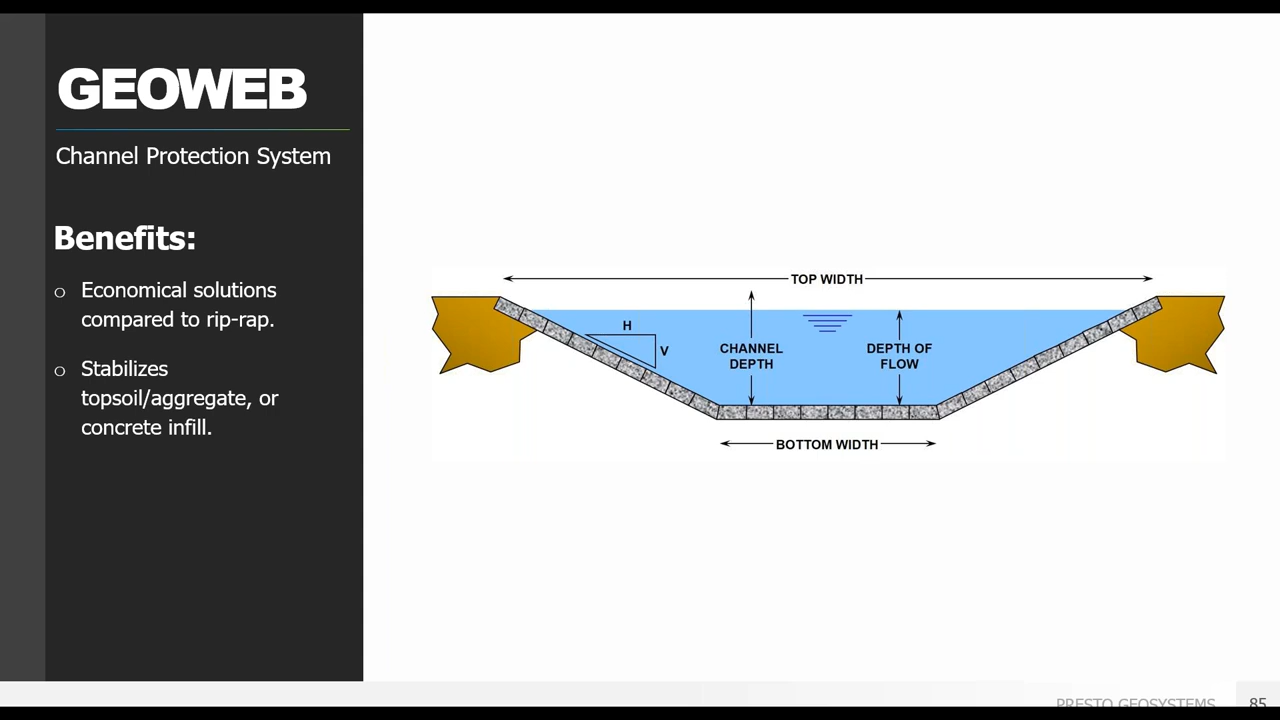 GEOWEB
Channel Protection System
Benefits:
o Economical solutions
compared to rip-rap.
o Stabilizes
topsoil/aggregate, or
concrete infill.
TOP WIDTH
H
V
CHANNEL
DEPTH
DEPTH OF
FLOW
BOTTOM WIDTH
PRESTO GEOSYSTEMS
85